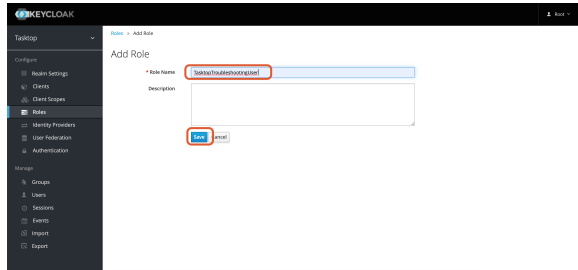 KEYCLOAK
Root
Tasktop
Roles > Add Role
Add Role
Configure
Realm Settings
Clients
Client Scopes
Roles
Identity Providers
User Federation
Authentication
Manage
Groups
Users
Sessions
Events
Import
Export
* Role Name
TasktopTroubleshootingUser
Description
Save
Cancel